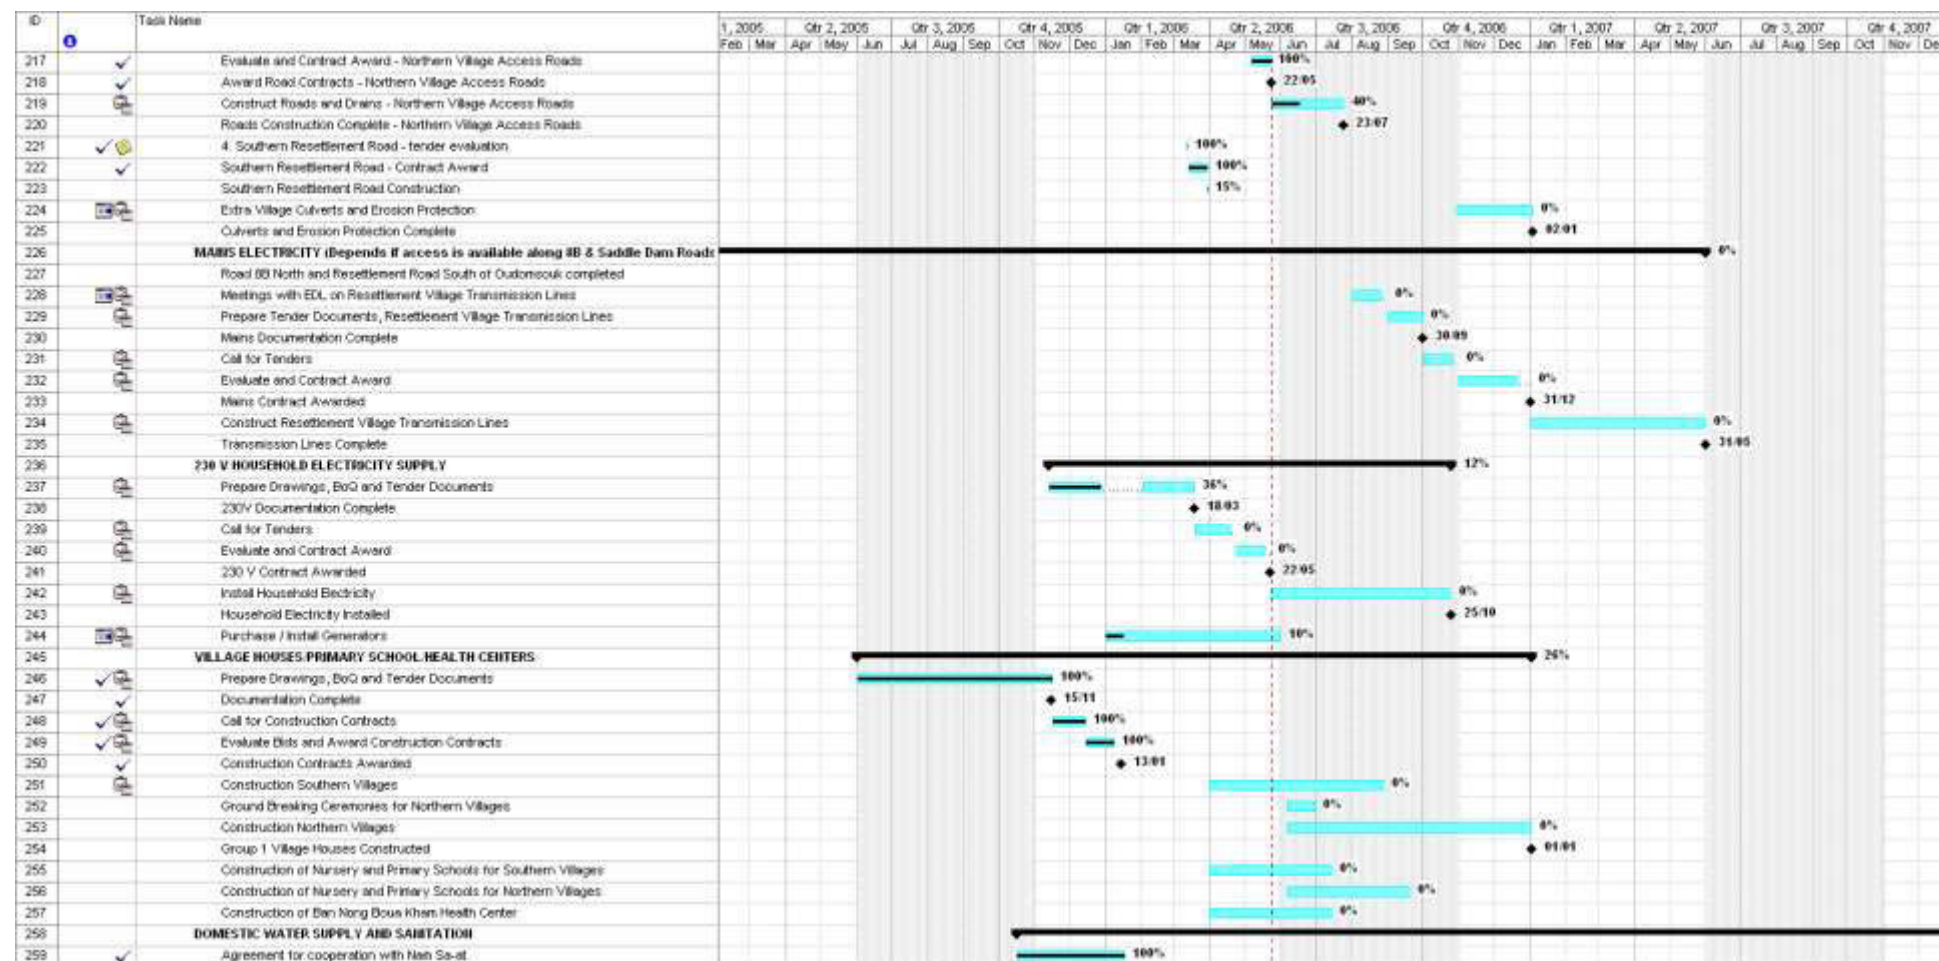 ID Task Name 1, 2005 Qtr 2, 2005 Qtr 3, 2005 Qtr 4, 2005 Qtr 1, 2006 Qtr 2, 2006 Qtr 3, 2006 Qtr 4, 2006 Qtr 1, 2007 Qtr 2, 2007 Qtr 3, 2007 Qtr 4, 2007
Feb Mar Apr May Jun Jul Aug Sep Oct Nov Dec Jan Feb Mar Apr May Jun Jul Aug Sep Oct Nov Dec Jan Feb Mar Apr May Jun Jul Aug Sep Oct Nov De
217 Evaluate and Contract Award - Northern Village Access Roads 100%
218 Award Road Contracts - Northern Village Access Roads 22/05
219 Construct Roads and Drains - Northern Village Access Roads 40%
220 Roads Construction Complete - Northern Village Access Roads 23/07
221 4. Southern Resettlement Road - tender evaluation 100%
222 Southern Resettlement Road - Contract Award 100%
223 Southern Resettlement Road Construction 15%
224 Extra Village Culverts and Erosion Protection 0%
225 Culverts and Erosion Protection Complete 02/01
226 MAINS ELECTRICITY (Depends if access is available along 8B & Saddle Dam Roads 0%
227 Road 8B North and Resettlement Road South of Oudomsouk completed
228 Meetings with EDL on Resettlement Village Transmission Lines 0%
229 Prepare Tender Documents, Resettlement Village Transmission Lines 0%
230 Mains Documentation Complete 30/09
231 Call for Tenders 0%
232 Evaluate and Contract Award 0%
233 Mains Contract Awarded 31/12
234 Construct Resettlement Village Transmission Lines 0%
235 Transmission Lines Complete 31/05
236 230 V HOUSEHOLD ELECTRICITY SUPPLY 12%
237 Prepare Drawings, BoQ and Tender Documents 36%
238 230V Documentation Complete 18/03
239 Call for Tenders 0%
240 Evaluate and Contract Award 0%
241 230 V Contract Awarded 22/05
242 Install Household Electricity 0%
243 Household Electricity Installed 25/10
244 Purchase / Install Generators 10%
245 VILLAGE HOUSES/PRIMARY SCHOOL/HEALTH CENTERS 26%
246 Prepare Drawings, BoQ and Tender Documents 100%
247 Documentation Complete 15/11
248 Call for Construction Contracts 100%
249 Evaluate Bids and Award Construction Contracts 100%
250 Construction Contracts Awarded 13/01
251 Construction Southern Villages 0%
252 Ground Breaking Ceremonies for Northern Villages 0%
253 Construction Northern Villages 0%
254 Group 1 Village Houses Constructed 01/01
255 Construction of Nursery and Primary Schools for Southern Villages 0%
256 Construction of Nursery and Primary Schools for Northern Villages 0%
257 Construction of Ban Nong Boua Kham Health Center 0%
258 DOMESTIC WATER SUPPLY AND SANITATION
259 Agreement for cooperation with Nam Sa-at 100%